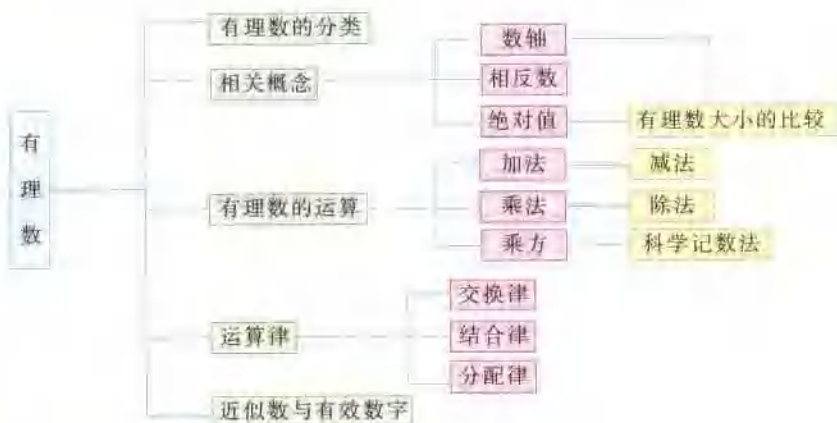 有理数
有理数的分类
相关概念
数轴
相反数
绝对值
有理数大小的比较
有理数的运算
加法
减法
乘法
除法
乘方
科学记数法
运算律
交换律
结合律
分配律
近似数与有效数字